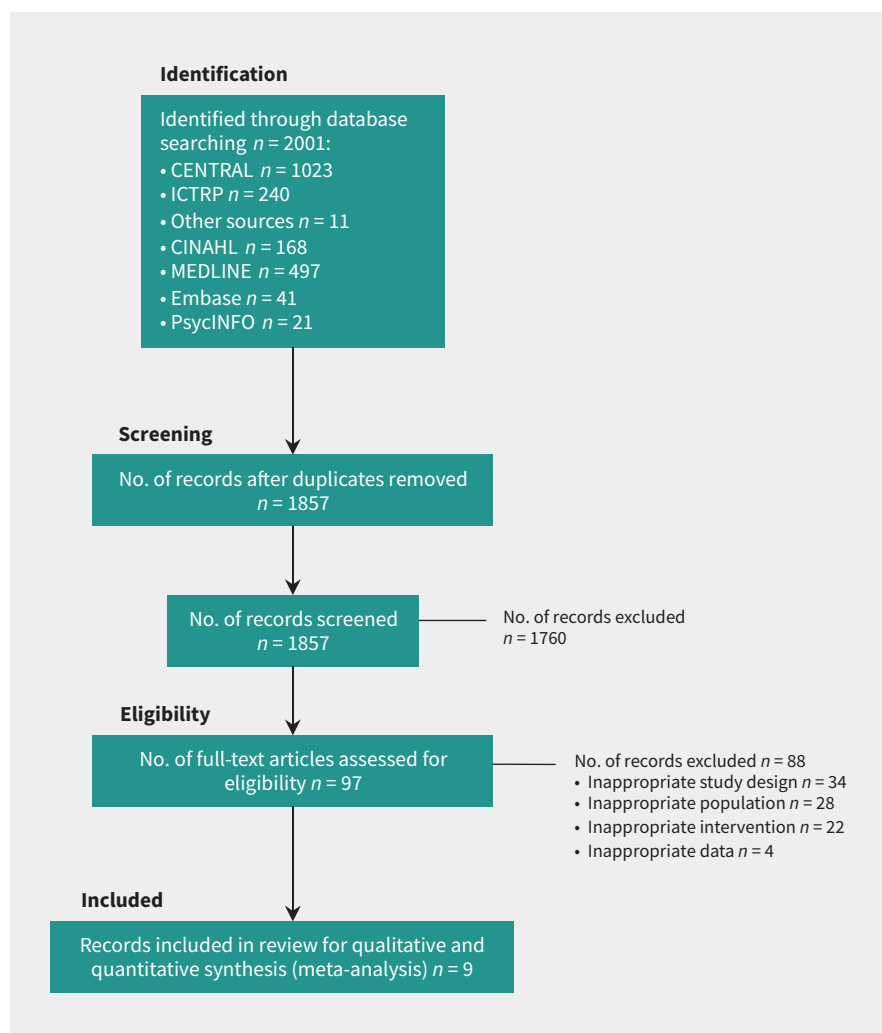 Identification
Identified through database
searching n = 2001:
• CENTRAL n = 1023
• ICTRP n = 240
• Other sources n = 11
• CINAHL n = 168
• MEDLINE n = 497
• Embase n = 41
• PsycINFO n = 21
Screening
No. of records after duplicates removed
n = 1857
No. of records screened
n = 1857
No. of records excluded
n = 1760
Eligibility
No. of full-text articles assessed for
eligibility n = 97
No. of records excluded n = 88
• Inappropriate study design n = 34
• Inappropriate population n = 28
• Inappropriate intervention n = 22
• Inappropriate data n = 4
Included
Records included in review for qualitative and
quantitative synthesis (meta-analysis) n = 9